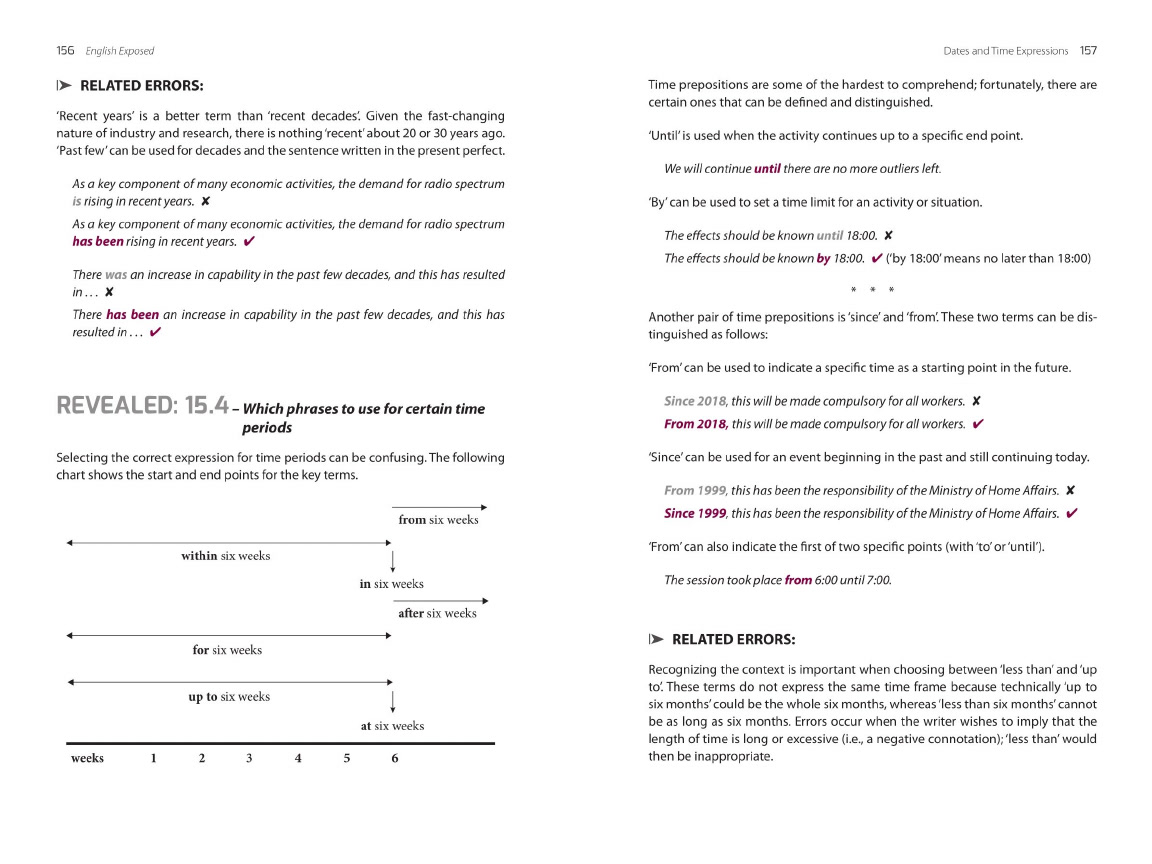 156 English Exposed
RELATED ERRORS:
‘Recent years’ is a better term than ‘recent decades’. Given the fast-changing
nature of industry and research, there is nothing ‘recent’ about 20 or 30 years ago.
‘Past few’ can be used for decades and the sentence written in the present perfect.
As a key component of many economic activities, the demand for radio spectrum
is rising in recent years. ✘
As a key component of many economic activities, the demand for radio spectrum
has been rising in recent years. ✔
There was an increase in capability in the past few decades, and this has resulted
in . . . ✘
There has been an increase in capability in the past few decades, and this has
resulted in . . . ✔
REVEALED: 15.4 – Which phrases to use for certain time
periods
Selecting the correct expression for time periods can be confusing. The following
chart shows the start and end points for the key terms.
from six weeks
within six weeks
in six weeks
after six weeks
for six weeks
up to six weeks
at six weeks
weeks 1 2 3 4 5 6
Dates and Time Expressions 157
Time prepositions are some of the hardest to comprehend; fortunately, there are
certain ones that can be defined and distinguished.
‘Until’ is used when the activity continues up to a specific end point.
We will continue until there are no more outliers left.
‘By’ can be used to set a time limit for an activity or situation.
The effects should be known until 18:00. ✘
The effects should be known by 18:00. ✔ (‘by 18:00’ means no later than 18:00)
* * *
Another pair of time prepositions is ‘since’ and ‘from’. These two terms can be dis-
tinguished as follows:
‘From’ can be used to indicate a specific time as a starting point in the future.
Since 2018, this will be made compulsory for all workers. ✘
From 2018, this will be made compulsory for all workers. ✔
‘Since’ can be used for an event beginning in the past and still continuing today.
From 1999, this has been the responsibility of the Ministry of Home Affairs. ✘
Since 1999, this has been the responsibility of the Ministry of Home Affairs. ✔
‘From’ can also indicate the first of two specific points (with ‘to’ or ‘until’).
The session took place from 6:00 until 7:00.
RELATED ERRORS:
Recognizing the context is important when choosing between ‘less than’ and ‘up
to’. These terms do not express the same time frame because technically ‘up to
six months’ could be the whole six months, whereas ‘less than six months’ cannot
be as long as six months. Errors occur when the writer wishes to imply that the
length of time is long or excessive (i.e., a negative connotation); ‘less than’ would
then be inappropriate.